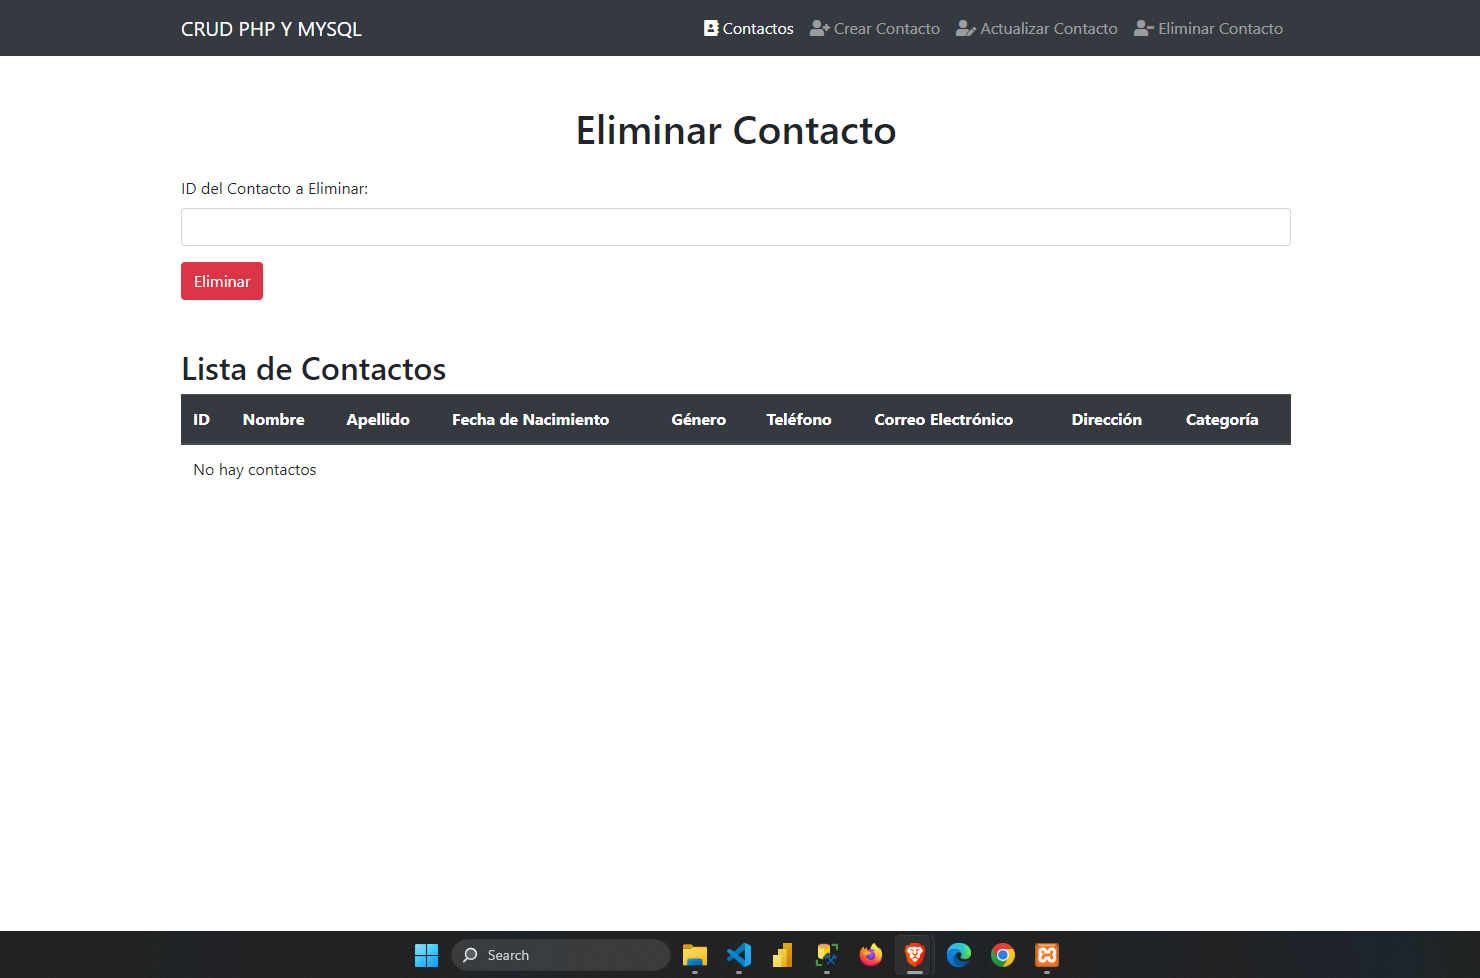 CRUD PHP Y MYSQL Contactos Crear Contacto Actualizar Contacto Eliminar Contacto
Eliminar Contacto
ID del Contacto a Eliminar:
Eliminar
Lista de Contactos
ID Nombre Apellido Fecha de Nacimiento Género Teléfono Correo Electrónico Dirección Categoría
No hay contactos
Search